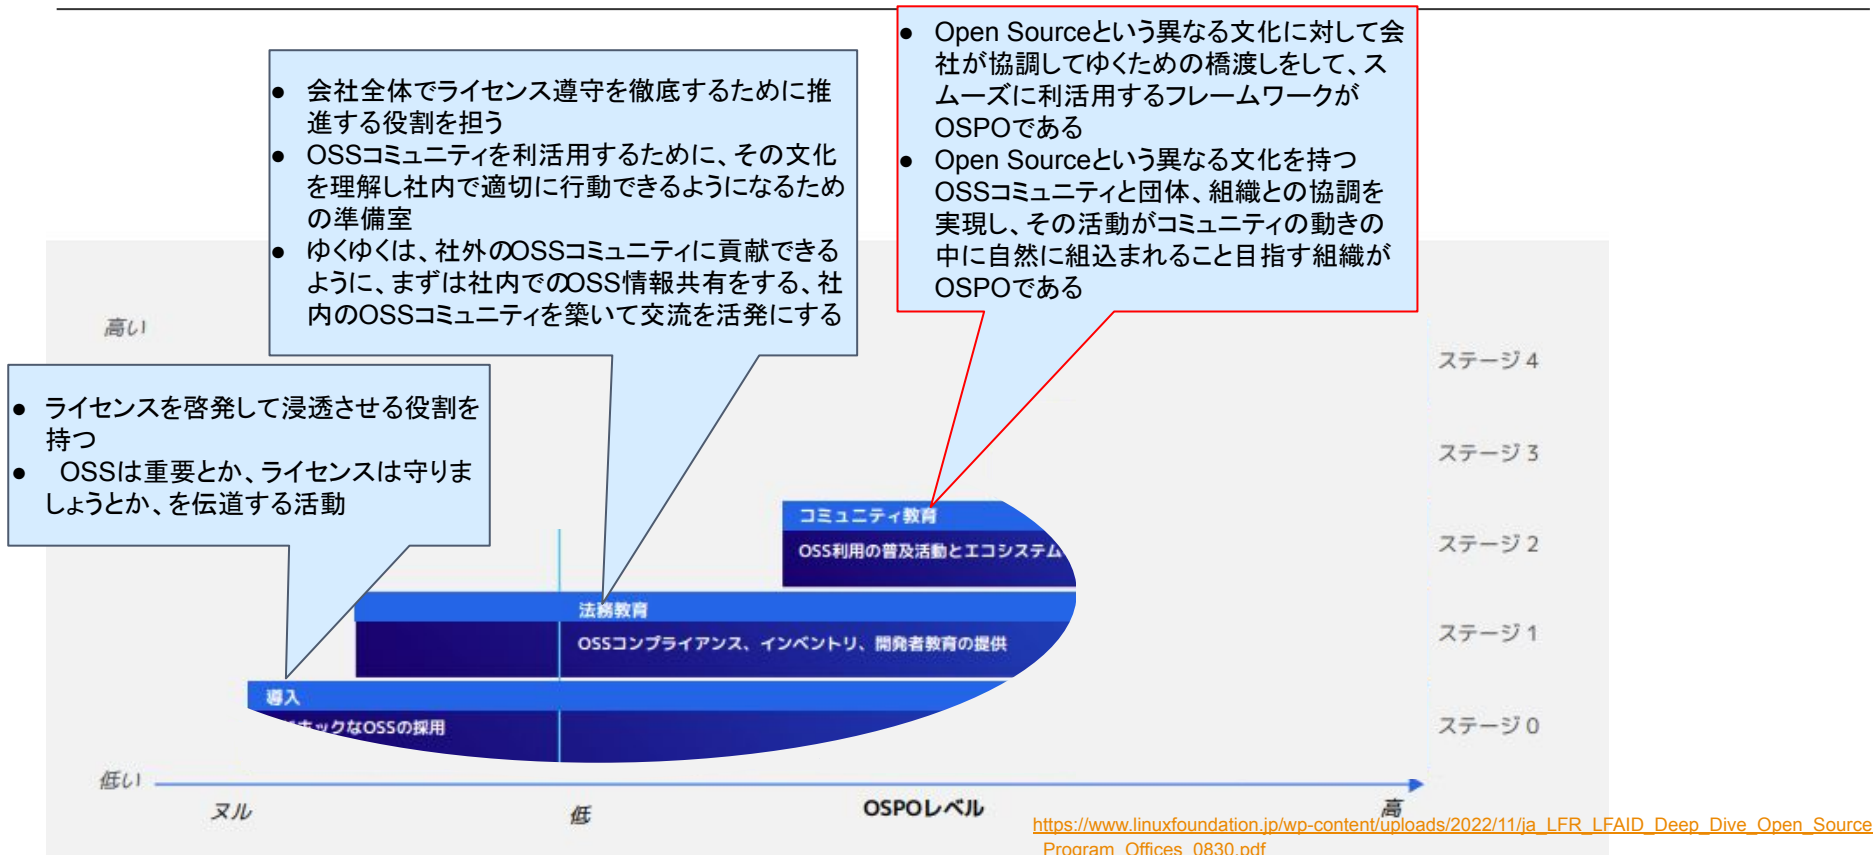 ● Open Sourceという異なる文化に対して会
社が協調してゆくための橋渡しをして、ス
ムーズに利活用するフレームワークが
OSPOである
● Open Sourceという異なる文化を持つ
OSSコミュニティと団体、組織との協調を
実現し、その活動がコミュニティの動きの
中に自然に組込まれること目指す組織が
OSPOである
● 会社全体でライセンス遵守を徹底するために推
進する役割を担う
● OSSコミュニティを利活用するために、その文化
を理解し社内で適切に行動できるようになるため
の準備室
● ゆくゆくは、社外のOSSコミュニティに貢献できる
ように、まずは社内でのOSS情報共有をする、社
内のOSSコミュニティを築いて交流を活発にする
● ライセンスを啓発して浸透させる役割を
持つ
● OSSは重要とか、ライセンスは守りま
しょうとか、を伝道する活動
高い
ステージ 4
ステージ 3
コミュニティ教育
OSS利用の普及活動とエコシステム
ステージ 2
法務教育
OSSコンプライアンス、インベントリ、開発者教育の提供
ステージ 1
導入
ホックなOSSの採用
ステージ 0
低い
ヌル
低
OSPOレベル
高
https://www.linuxfoundation.jp/wp-content/uploads/2022/11/ja_LFR_LFAID_Deep_Dive_Open_Source
_Program_Offices_0830.pdf